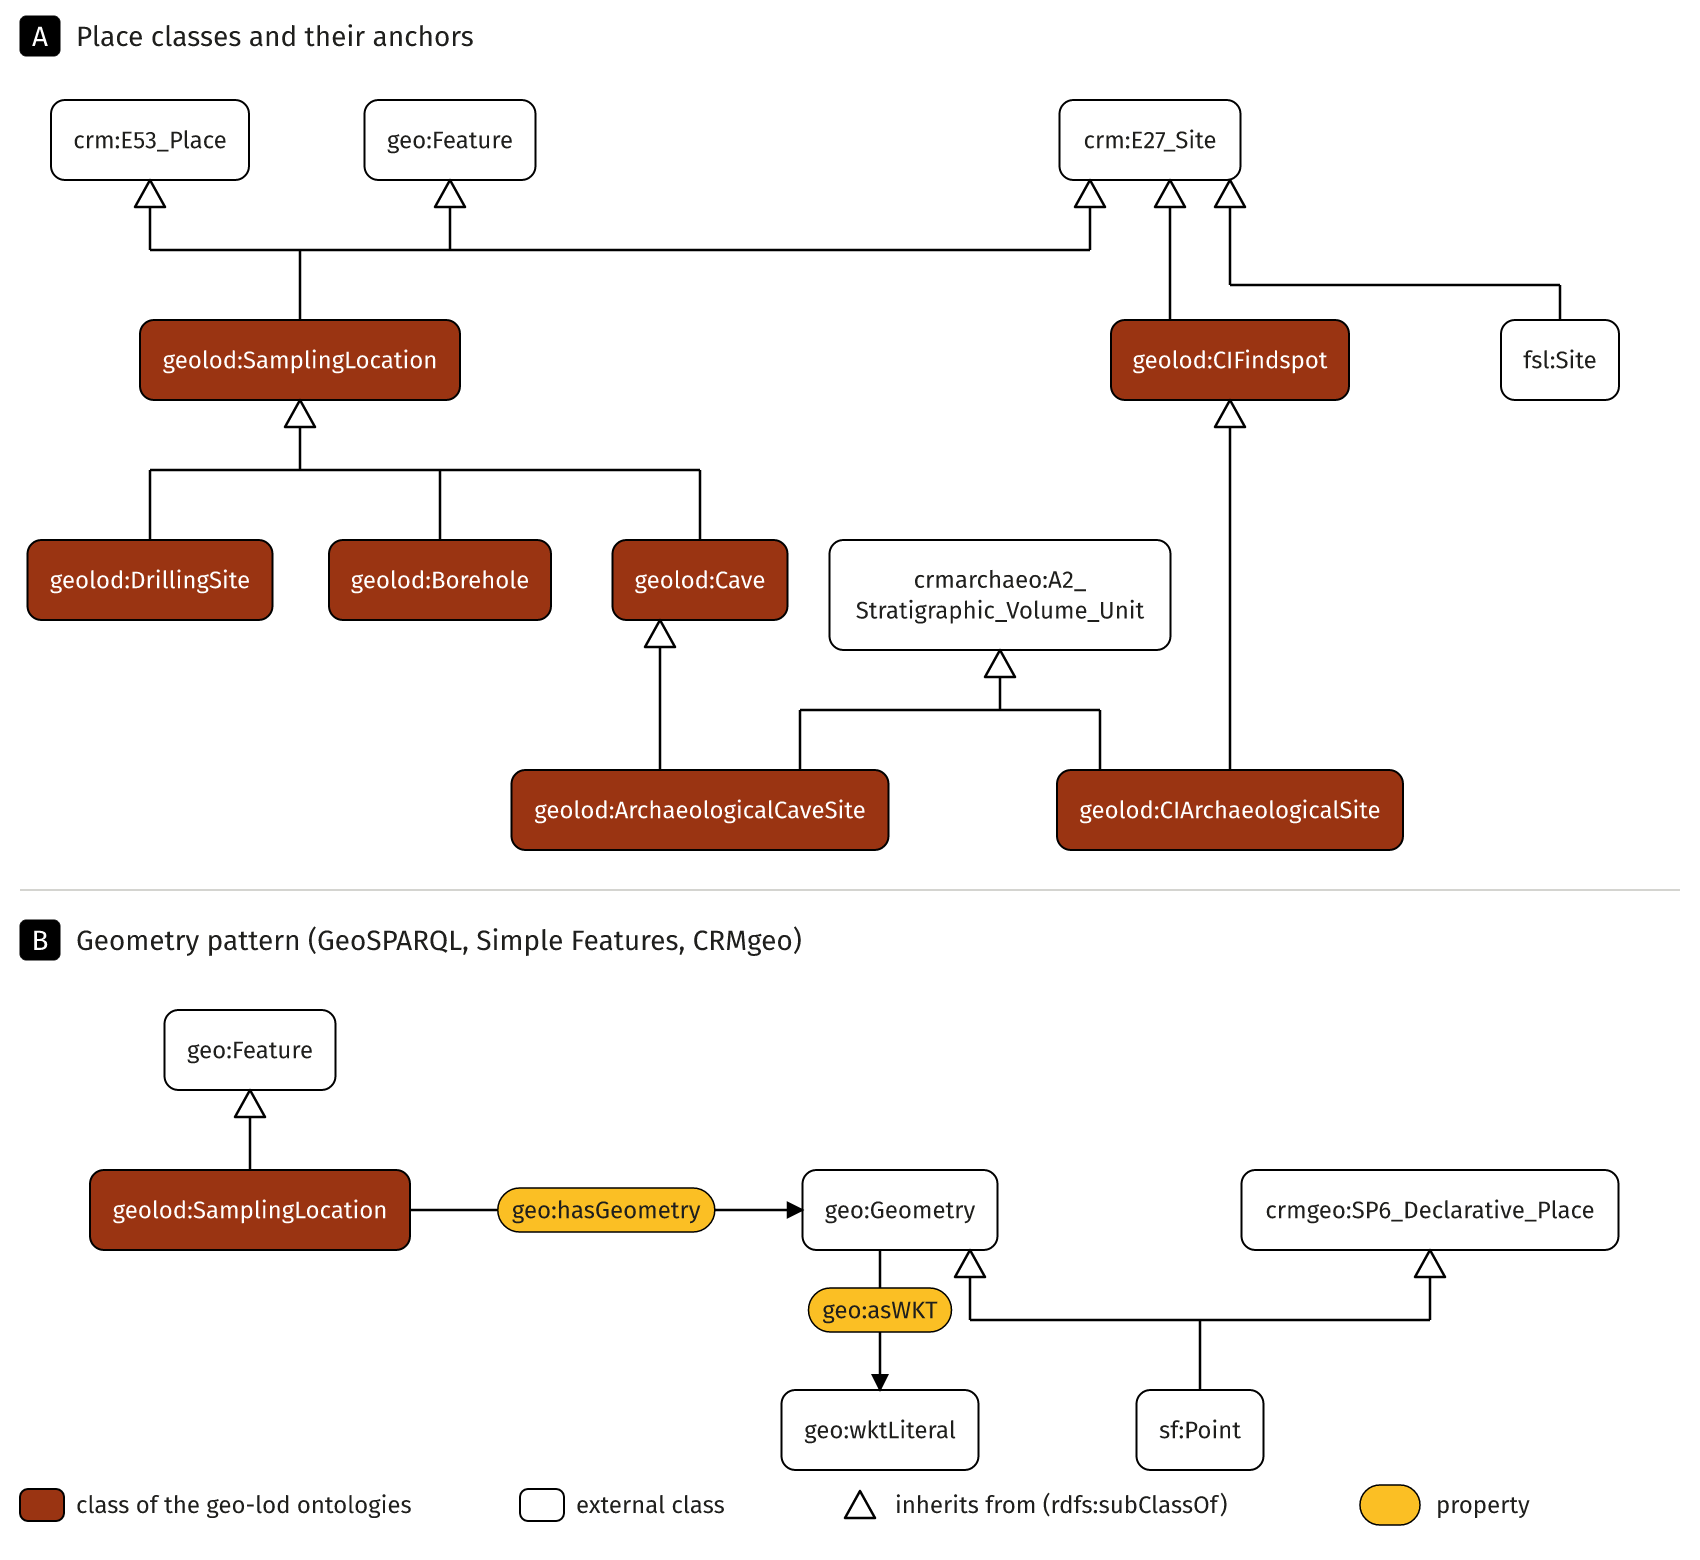 A Place classes and their anchors
crm:E53_Place
geo:Feature
crm:E27_Site
geolod:SamplingLocation
geolod:CIFindspot
fsl:Site
geolod:DrillingSite
geolod:Borehole
geolod:Cave
crmarchaeo:A2_
Stratigraphic_Volume_Unit
geolod:ArchaeologicalCaveSite
geolod:CIArchaeologicalSite
B Geometry pattern (GeoSPARQL, Simple Features, CRMgeo)
geo:Feature
geolod:SamplingLocation
geo:hasGeometry
geo:Geometry
crmgeo:SP6_Declarative_Place
geo:asWKT
geo:wktLiteral
sf:Point
class of the geo-lod ontologies
external class
inherits from (rdfs:subClassOf)
property